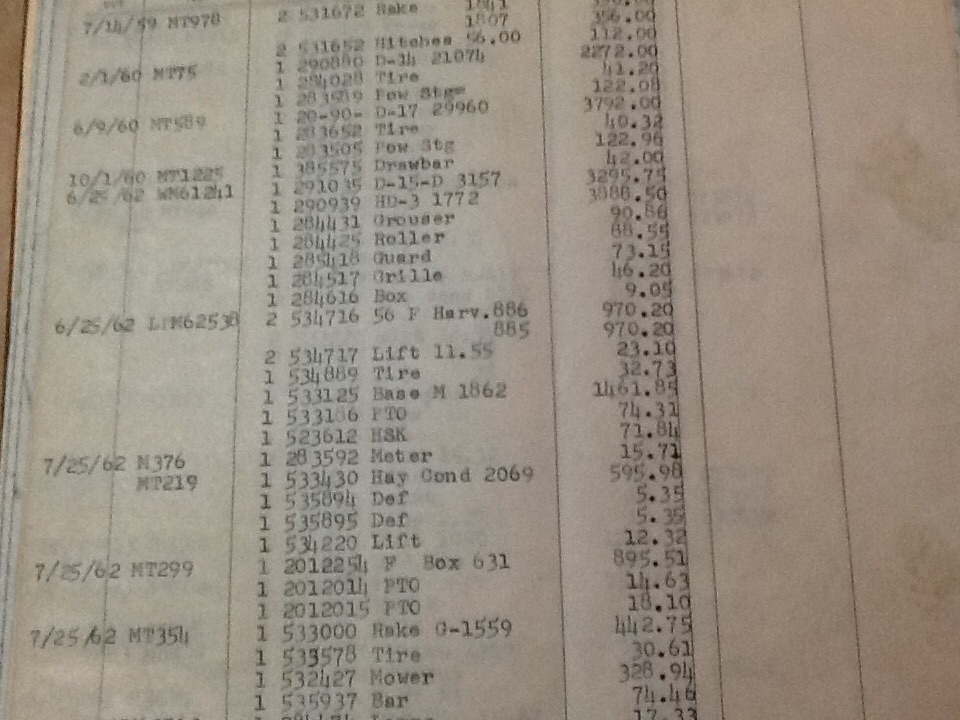 7/14/59 MT978 2 531672 Rake 1841
1807 356.00
2 531652 Hitches 56.00 112.00
2/1/60 MT75 1 290880 D-14 21074 2272.00
1 284028 Tire 41.20
1 283589 Pow Stg 122.08
6/9/60 MT589 1 20-90- D-17 29960 3792.00
1 283652 Tire 40.32
1 283505 Pow Stg 122.96
10/1/60 MT1225 1 385575 Drawbar 42.00
6/25/62 WM61241 1 291035 D-15-D 3157 3295.75
1 290939 HD-3 1772 3888.50
1 284431 Grouser 90.86
1 284425 Roller 88.55
1 285418 Guard 73.15
1 284517 Grille 46.20
1 284616 Box 9.05
6/25/62 2 534716 56 F Harv.886 970.20
885 970.20
2 534717 Lift 11.55 23.10
1 534889 Tire 32.73
1 533125 Base M 1862 1461.85
1 533186 PTO 74.31
1 523612 HSK 71.84
7/25/62 M376 1 283592 Meter 15.71
MT219 1 533430 Hay Cond 2069 595.98
1 535894 Def 5.35
1 535895 Def 5.35
1 534220 Lift 12.32
7/25/62 MT299 1 2012254 F Box 631 895.51
1 2012014 PTO 14.63
1 2012015 PTO 18.10
7/25/62 MT354 1 533000 Rake G-1559 442.75
1 533578 Tire 30.61
1 532427 Mower 328.94
1 535937 Bar 74.46
17.33